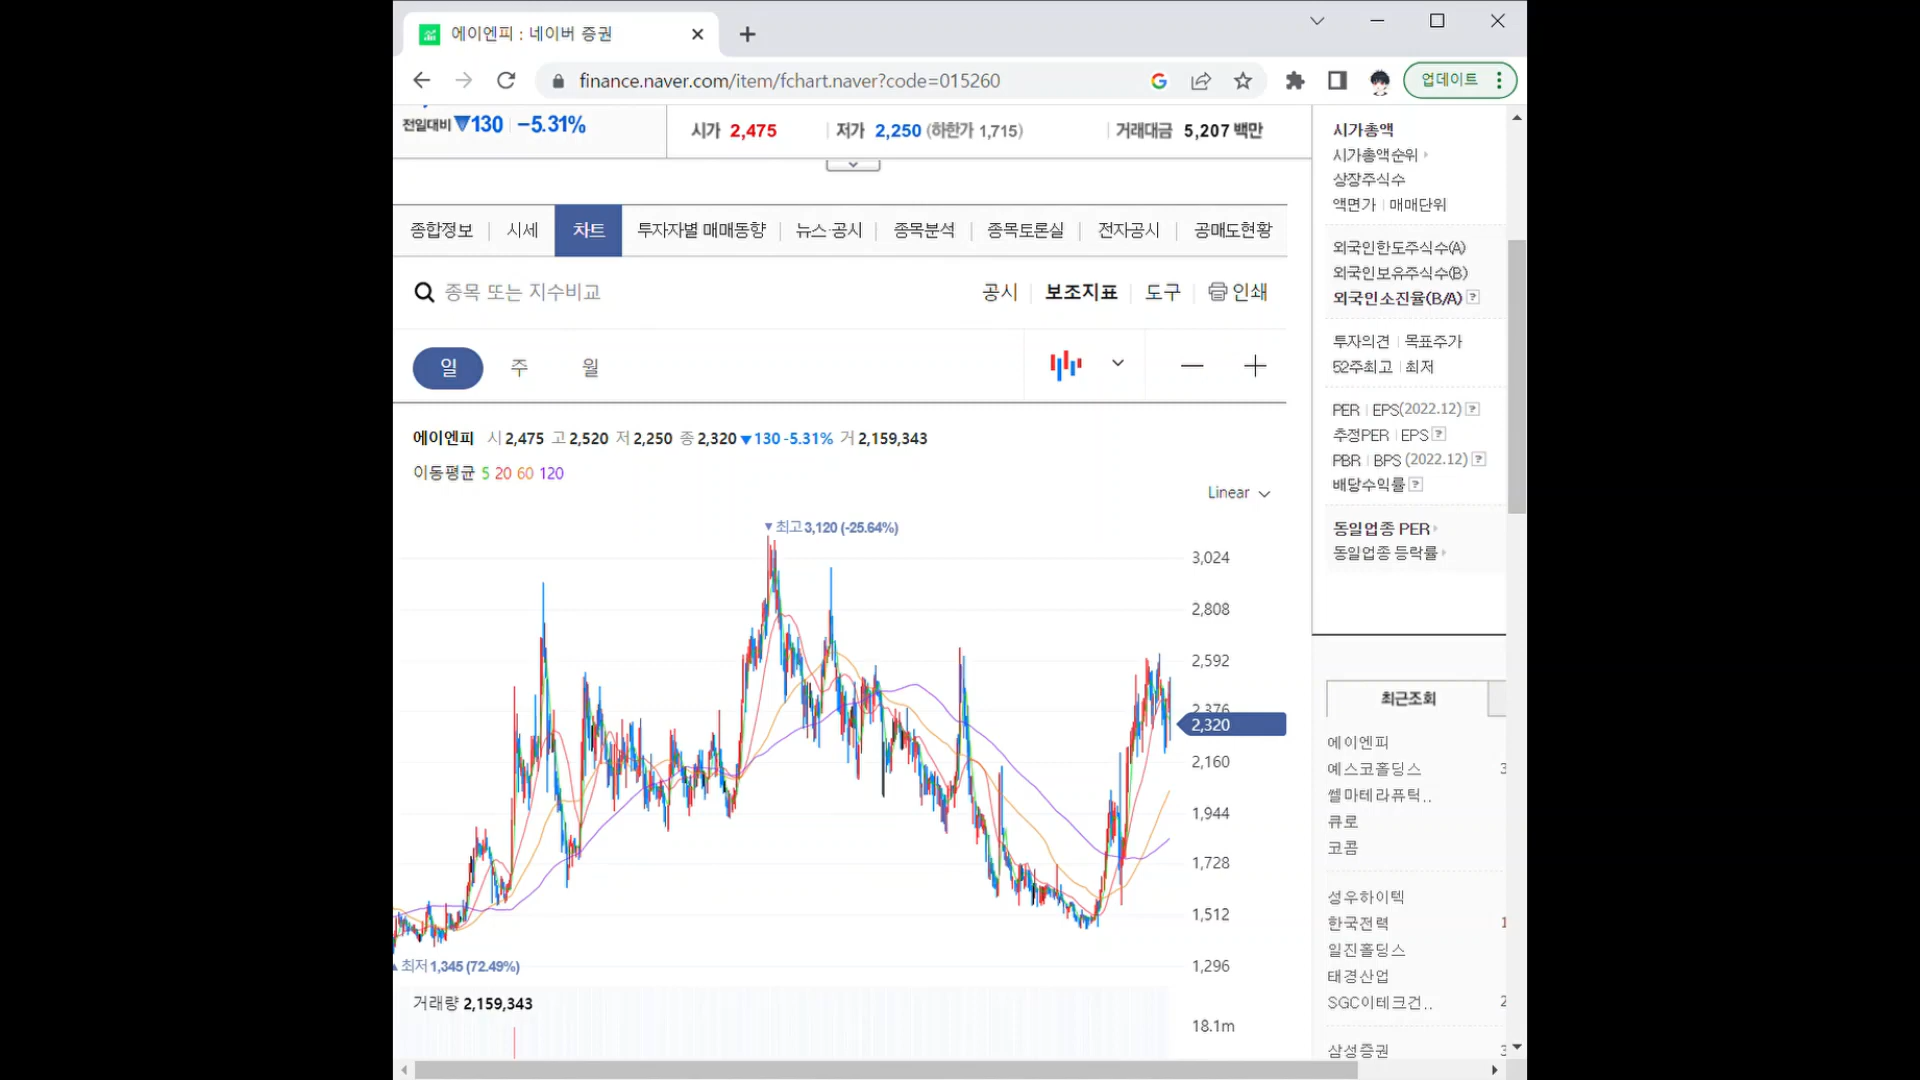 에이엔피 : 네이버 증권
finance.naver.com/item/fchart.naver?code=015260
업데이트
전일대비 ▼130 | −5.31%
시가 2,475 | 저가 2,250 (하한가 1,715) | 거래대금 5,207 백만
종합정보 | 시세 | 차트 | 투자자별 매매동향 | 뉴스·공시 | 종목분석 | 종목토론실 | 전자공시 | 공매도현황
종목 또는 지수비교
공시 | 보조지표 | 도구 | 인쇄
일 주 월
에이엔피 시 2,475 고 2,520 저 2,250 종 2,320 ▼130 -5.31% 거 2,159,343
이동평균 5 20 60 120
Linear
▼최고 3,120 (-25.64%)
3,024
2,808
2,592
2,376
2,320
2,160
1,944
1,728
1,512
1,296
▲최저 1,345 (72.49%)
거래량 2,159,343
18.1m
시가총액
시가총액순위
상장주식수
액면가 | 매매단위
외국인한도주식수(A)
외국인보유주식수(B)
외국인소진율(B/A) ?
투자의견 | 목표주가
52주최고 | 최저
PER | EPS(2022.12) ?
추정PER | EPS ?
PBR | BPS (2022.12) ?
배당수익률 ?
동일업종 PER
동일업종 등락률
최근조회
에이엔피
예스코홀딩스 3
쎌마테라퓨틱..
큐로
코콤
성우하이텍
한국전력 1
일진홀딩스
태경산업
SGC이테크건.. 2
삼성증권 3